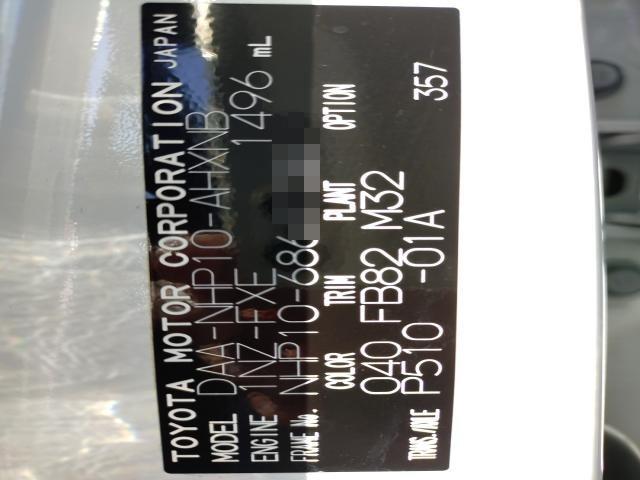 TOYOTA MOTOR CORPORATION JAPAN
MODEL DAA-NHP10-AHXNB
ENGINE 1NZ-FXE 1496 mL
FRAME No. NHP10-686
COLOR TRIM PLANT OPTION
040 FB82 M32
TRANS./AXLE P510 -01A 357